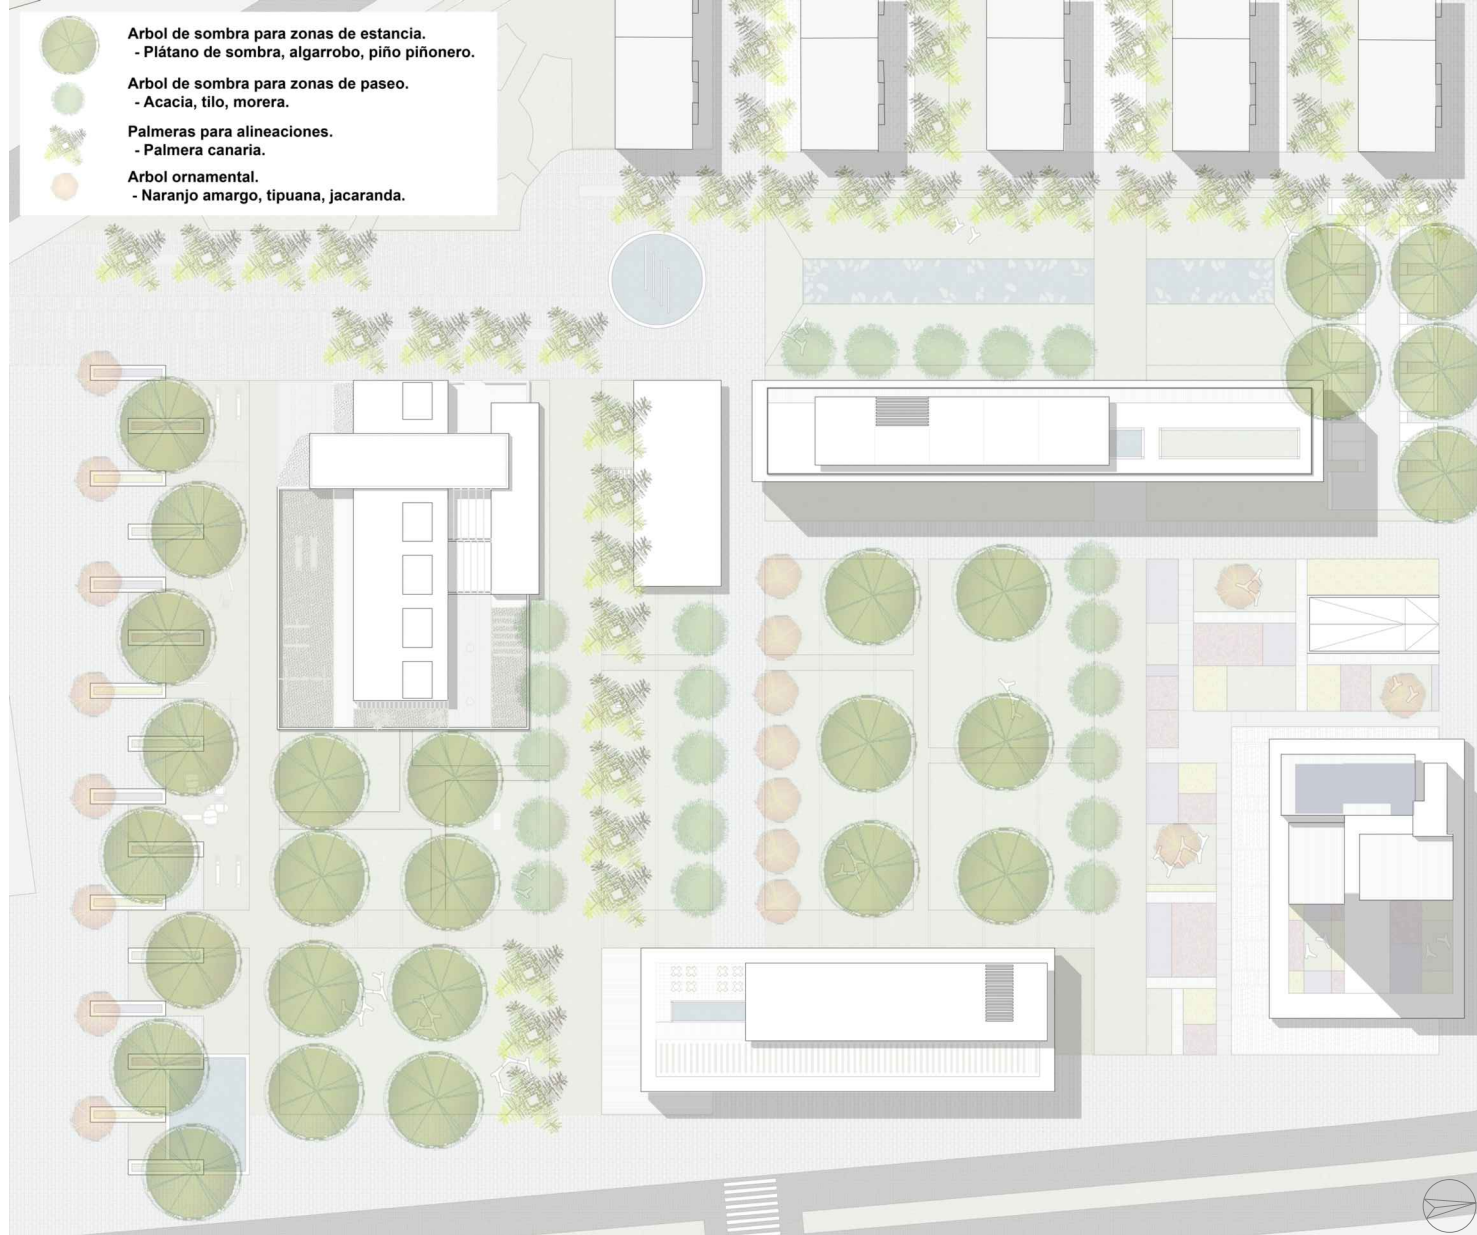 Arbol de sombra para zonas de estancia.
- Plátano de sombra, algarrobo, piño piñonero.
Arbol de sombra para zonas de paseo.
- Acacia, tilo, morera.
Palmeras para alineaciones.
- Palmera canaria.
Arbol ornamental.
- Naranjo amargo, tipuana, jacaranda.